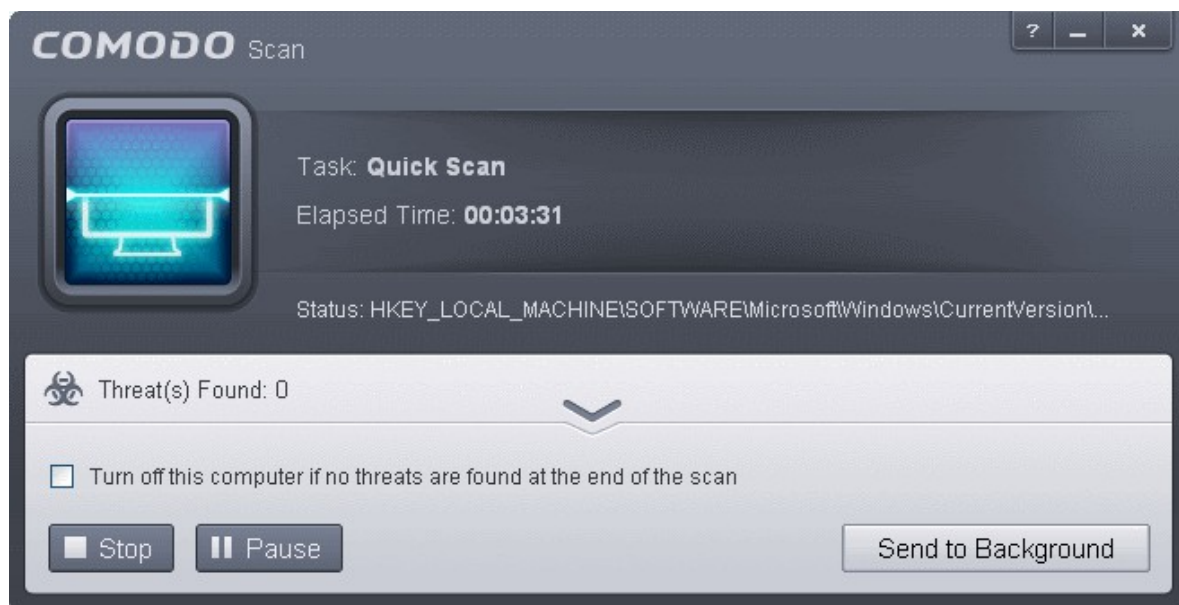 COMODO Scan
?
Task: Quick Scan
Elapsed Time: 00:03:31
Status: HKEY_LOCAL_MACHINE\SOFTWARE\Microsoft\Windows\CurrentVersion\...
Threat(s) Found: 0
Turn off this computer if no threats are found at the end of the scan
Stop Pause Send to Background